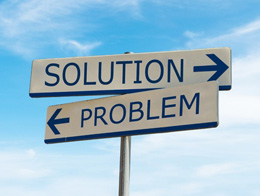 SOLUTION →
← PROBLEM